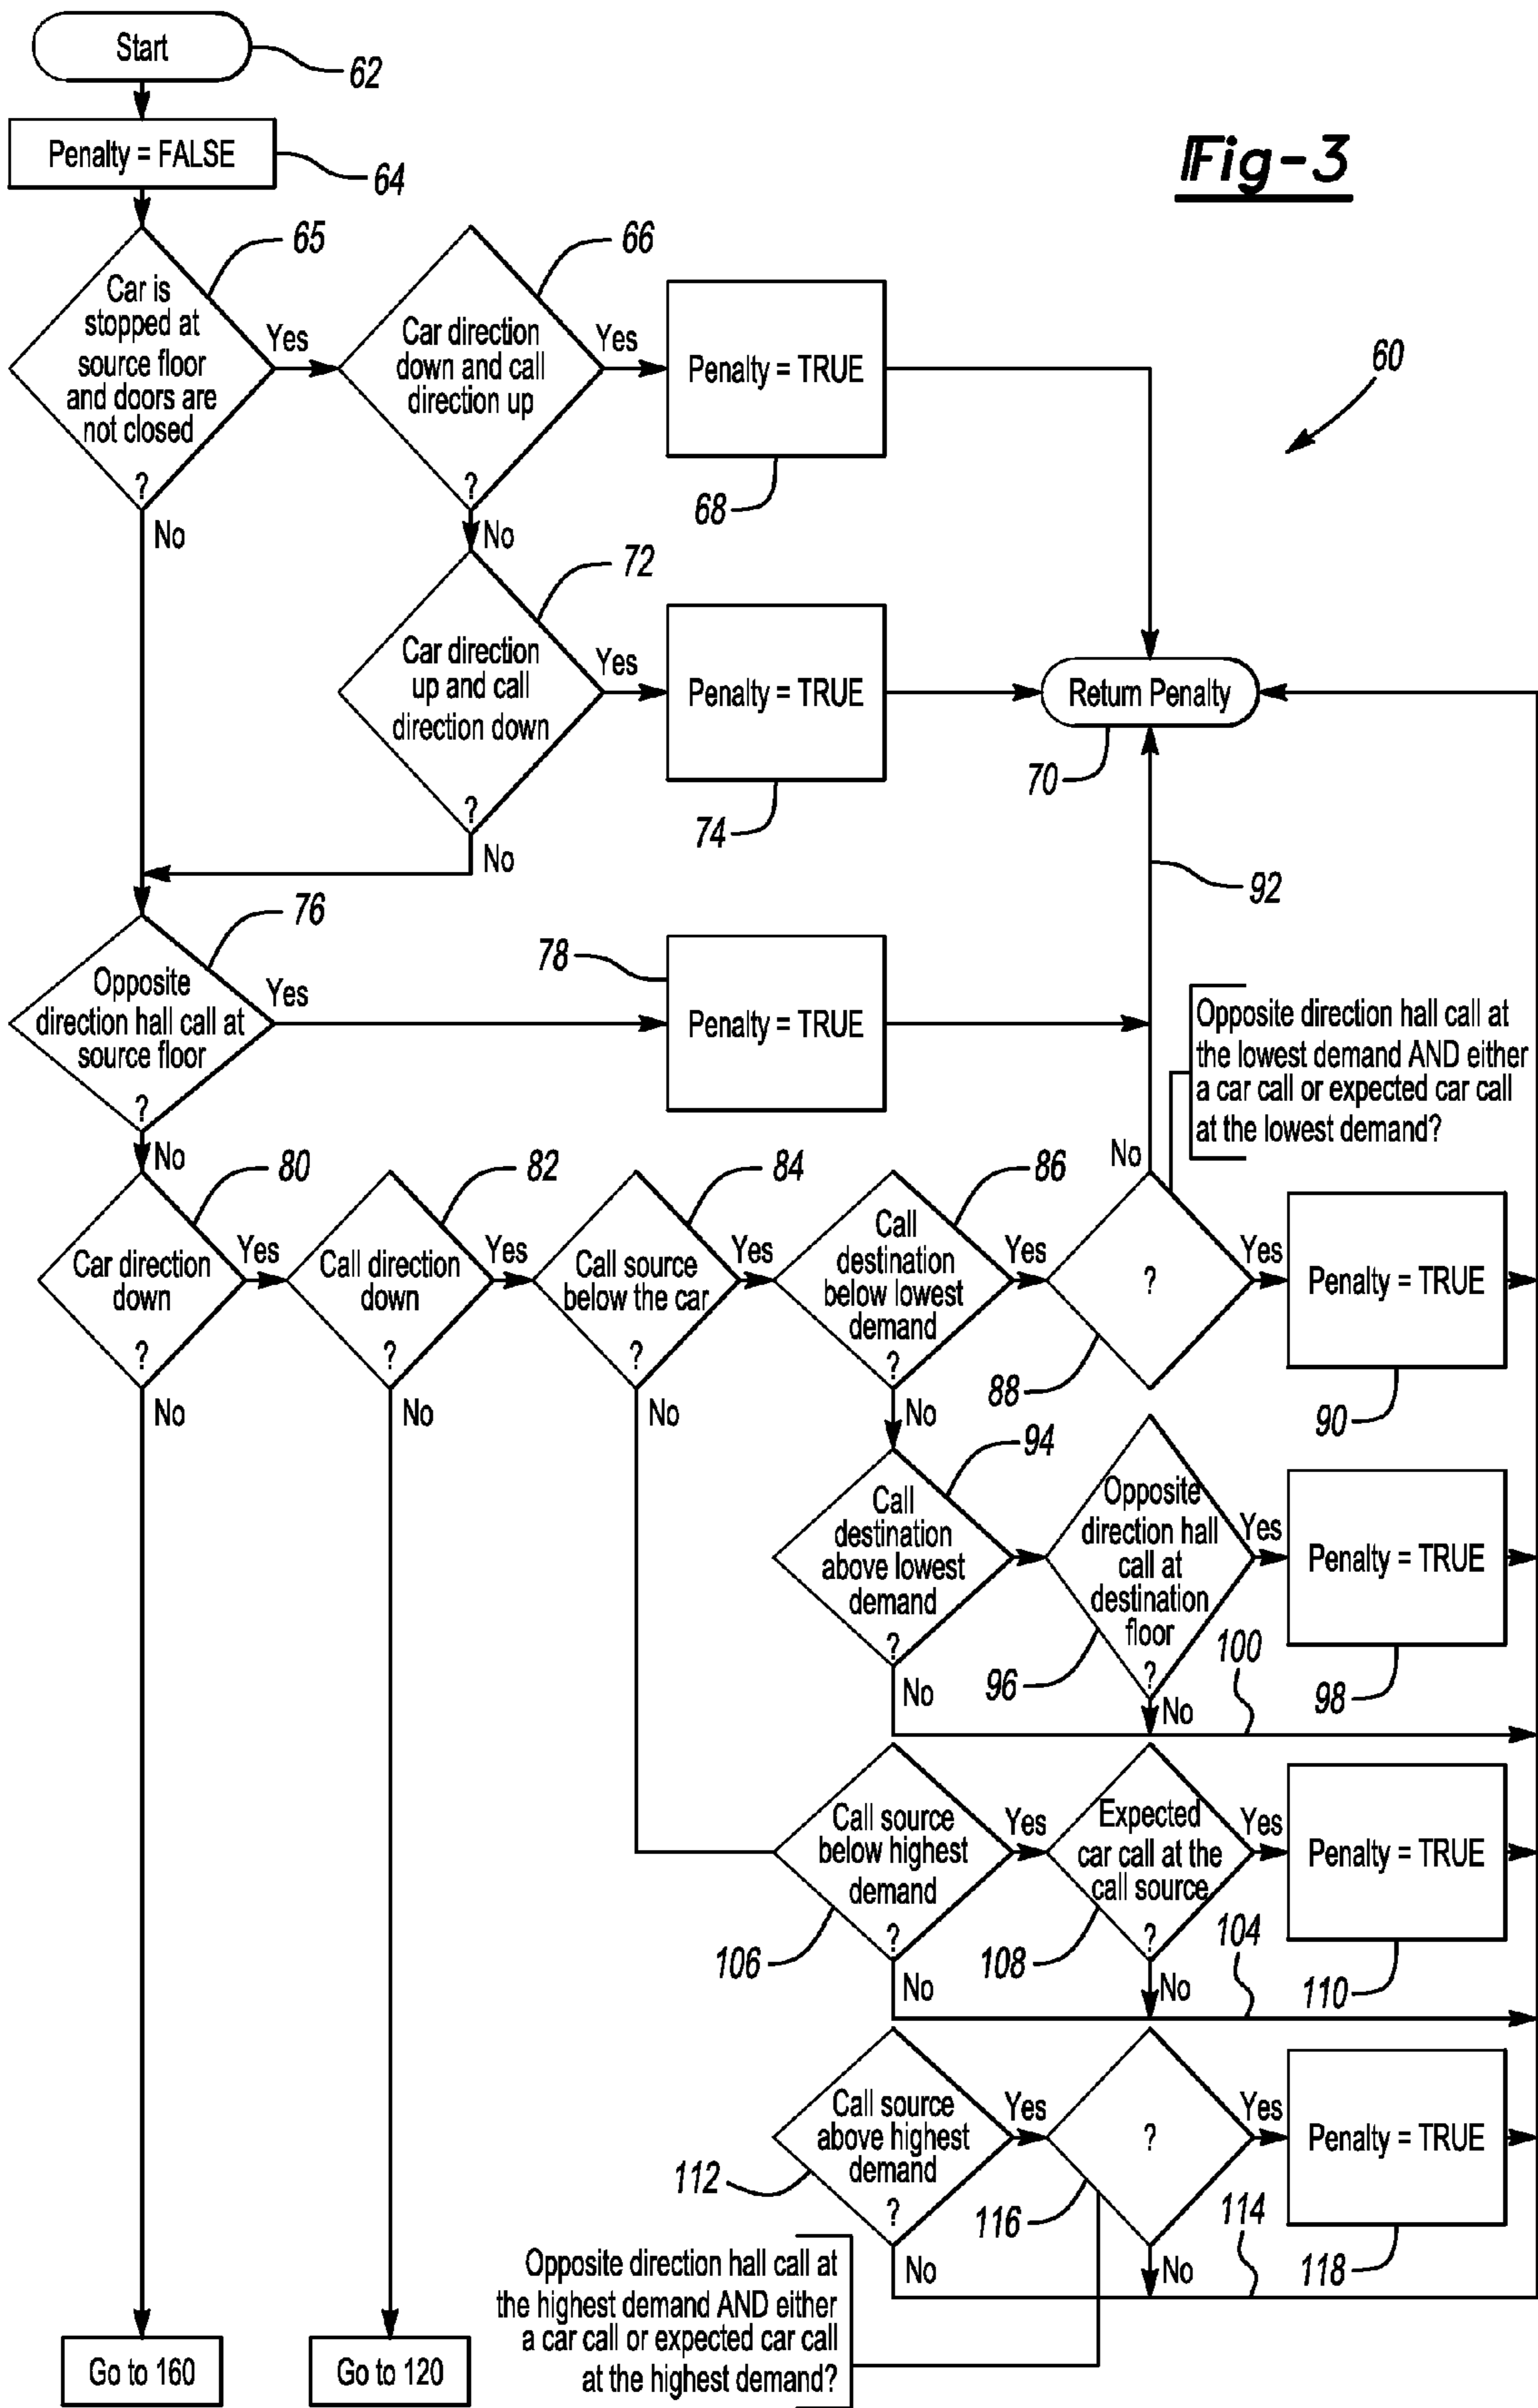 Start
62
Penalty = FALSE
64
Fig-3
65
66
Car is
stopped at
source floor
and doors are
not closed
?
Yes
No
Car direction
down and call
direction up
?
Yes
No
Penalty = TRUE
68
60
72
Car direction
up and call
direction down
?
Yes
No
Penalty = TRUE
74
Return Penalty
70
92
76
Opposite
direction hall call at
source floor
?
Yes
No
78
Penalty = TRUE
Opposite direction hall call at
the lowest demand AND either
a car call or expected car call
at the lowest demand?
80
Car direction
down
?
Yes
No
82
Call direction
down
?
Yes
No
84
Call source
below the car
?
Yes
No
86
Call
destination
below lowest
demand
?
Yes
No
No
?
88
Yes
Penalty = TRUE
90
94
Call
destination
above lowest
demand
?
No
Opposite
direction hall
call at
destination
floor
?
96
Yes
No
Penalty = TRUE
98
100
Call source
below highest
demand
?
106
Yes
No
Expected
car call at the
call source
?
108
Yes
No
Penalty = TRUE
110
104
Call source
above highest
demand
?
112
Yes
No
?
116
Yes
No
Penalty = TRUE
118
114
Opposite direction hall call at
the highest demand AND either
a car call or expected car call
at the highest demand?
Go to 160
Go to 120